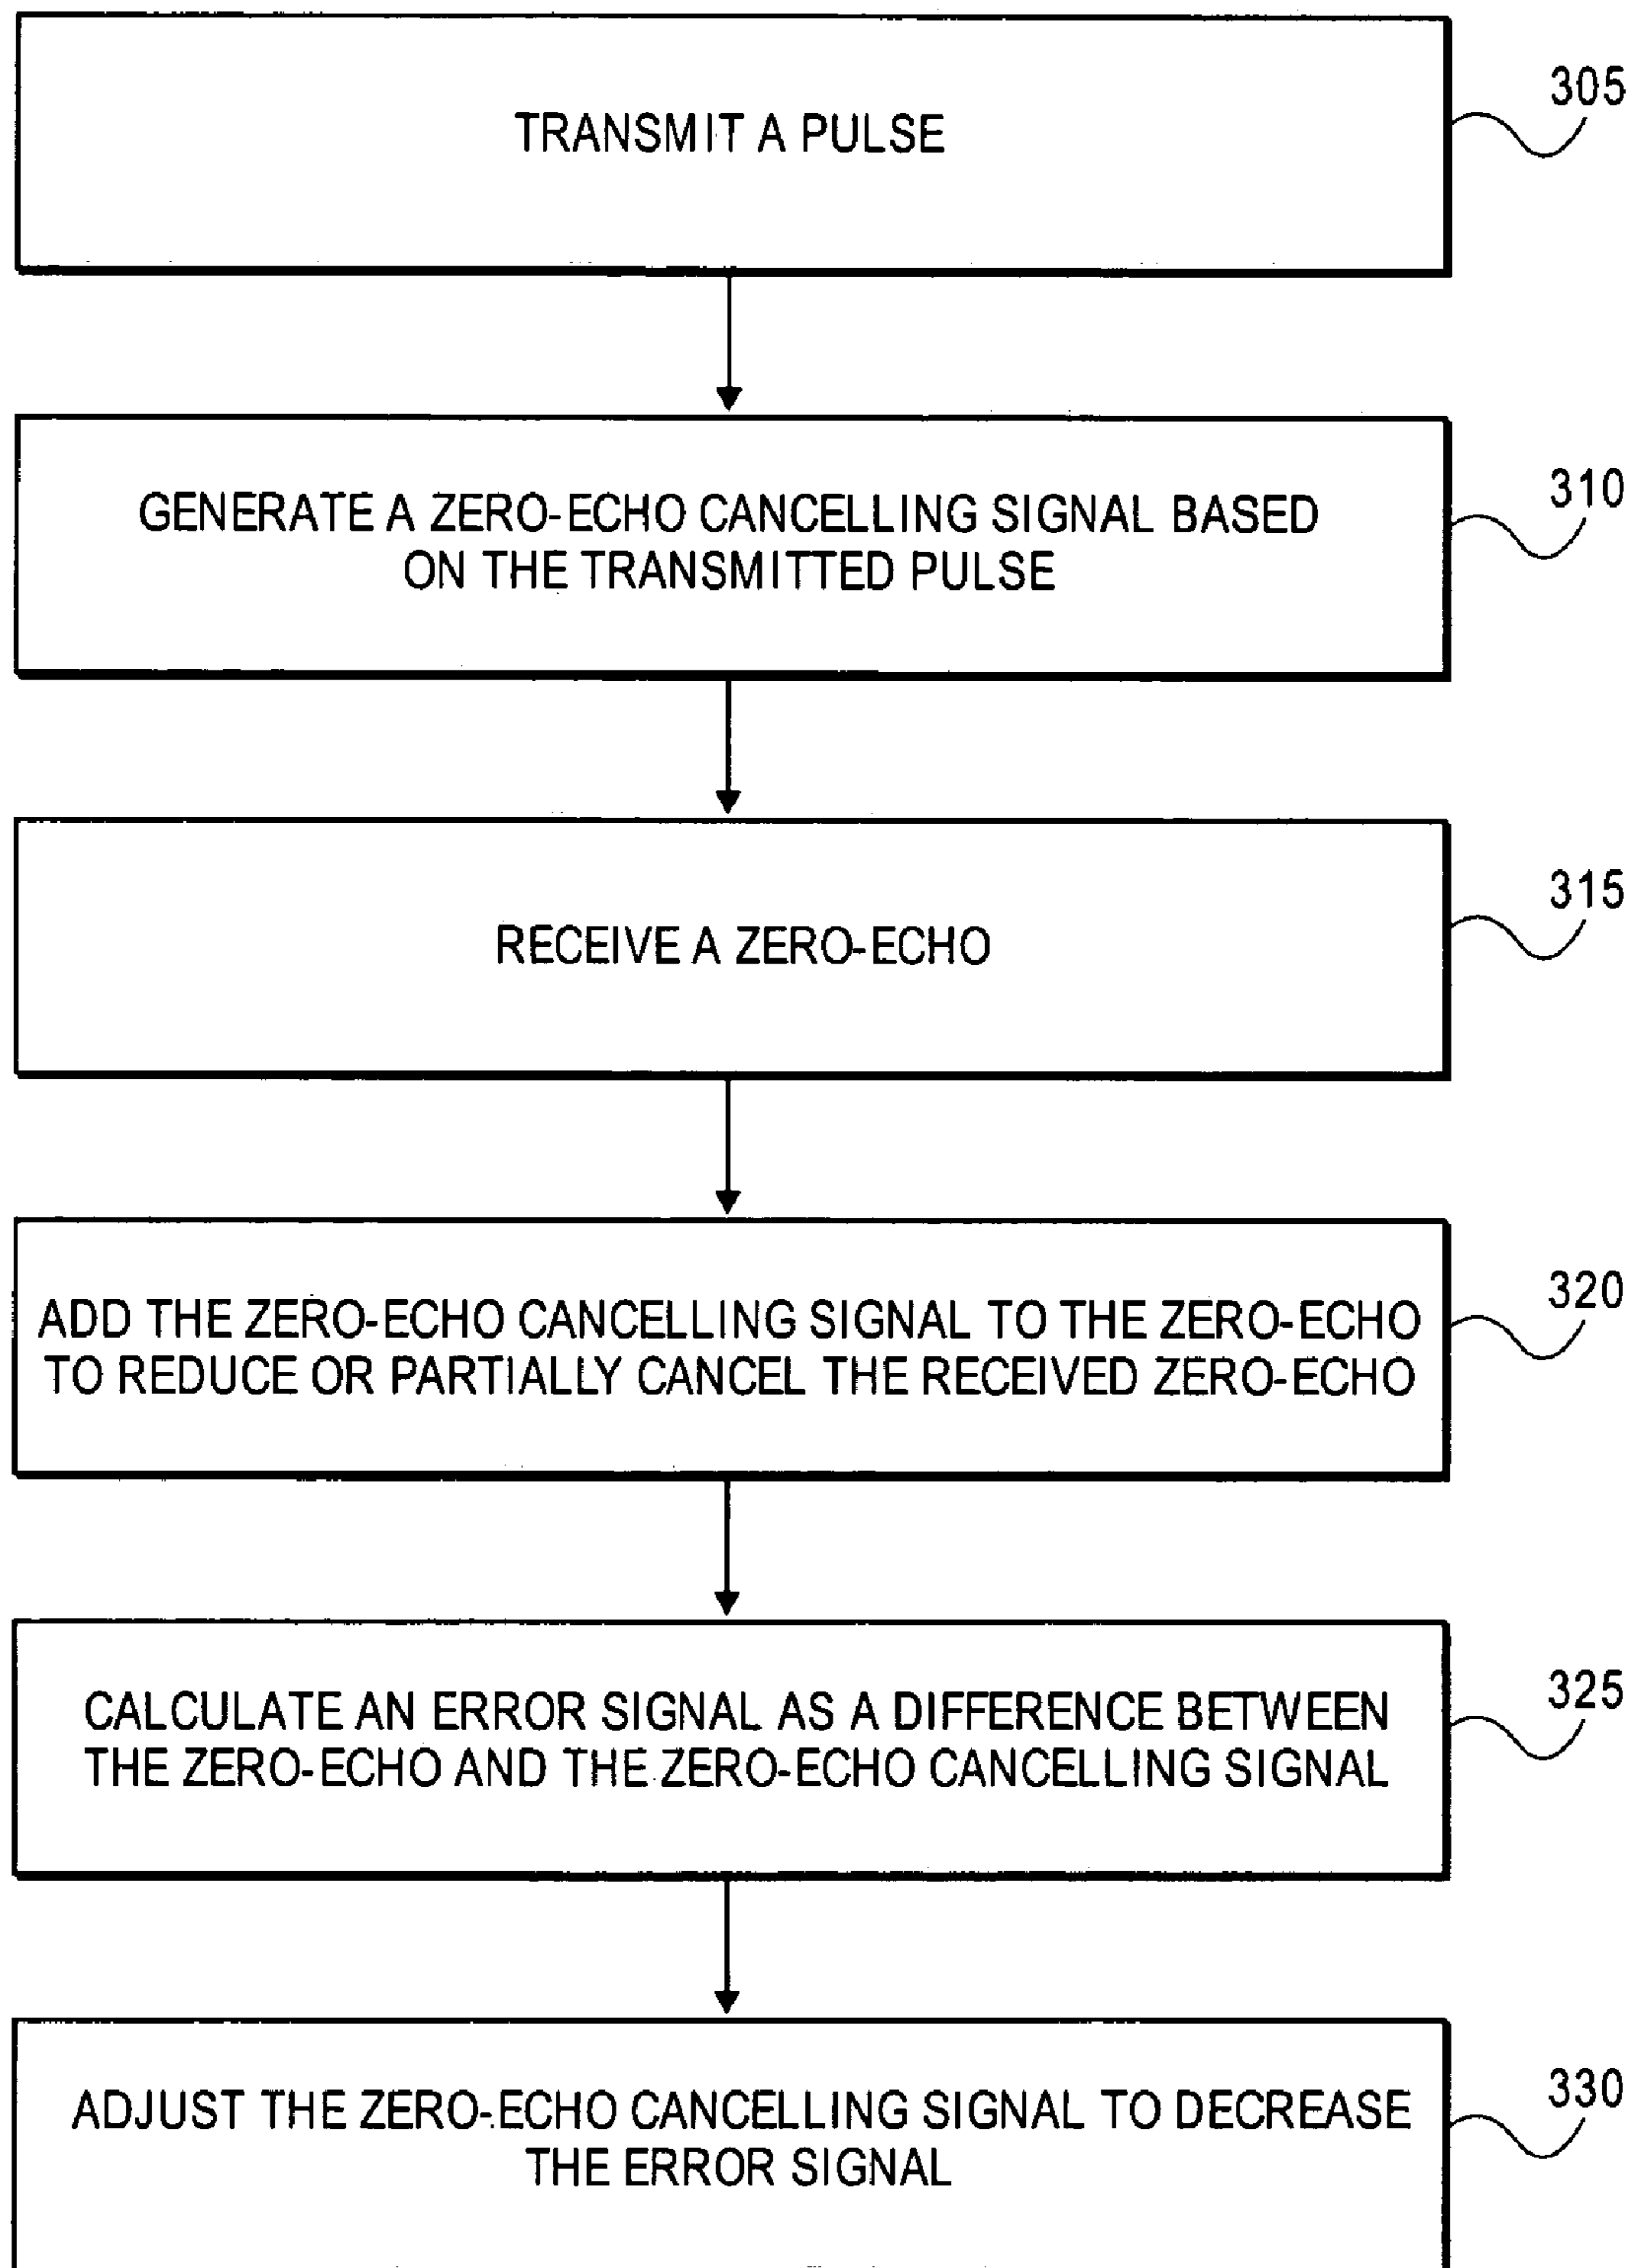 TRANSMIT A PULSE
305
GENERATE A ZERO-ECHO CANCELLING SIGNAL BASED
ON THE TRANSMITTED PULSE
310
RECEIVE A ZERO-ECHO
315
ADD THE ZERO-ECHO CANCELLING SIGNAL TO THE ZERO-ECHO
TO REDUCE OR PARTIALLY CANCEL THE RECEIVED ZERO-ECHO
320
CALCULATE AN ERROR SIGNAL AS A DIFFERENCE BETWEEN
THE ZERO-ECHO AND THE ZERO-ECHO CANCELLING SIGNAL
325
ADJUST THE ZERO-ECHO CANCELLING SIGNAL TO DECREASE
THE ERROR SIGNAL
330